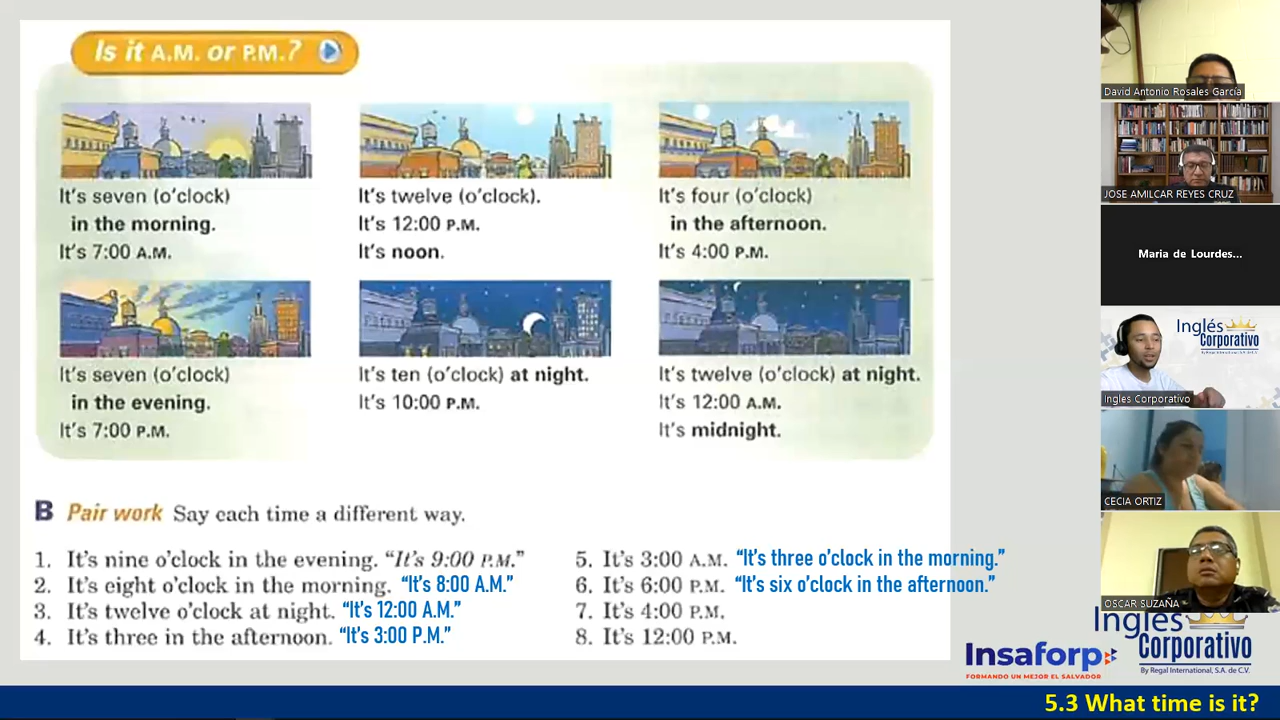 Is it A.M. or P.M.?
It's seven (o'clock)
in the morning.
It's 7:00 A.M.
It's twelve (o'clock).
It's 12:00 P.M.
It's noon.
It's four (o'clock)
in the afternoon.
It's 4:00 P.M.
It's seven (o'clock)
in the evening.
It's 7:00 P.M.
It's ten (o'clock) at night.
It's 10:00 P.M.
It's twelve (o'clock) at night.
It's 12:00 A.M.
It's midnight.
B Pair work Say each time a different way.
1. It's nine o'clock in the evening. "It's 9:00 P.M."
2. It's eight o'clock in the morning. "It's 8:00 A.M."
3. It's twelve o'clock at night. "It's 12:00 A.M."
4. It's three in the afternoon. "It's 3:00 P.M."
5. It's 3:00 A.M. "It's three o'clock in the morning."
6. It's 6:00 P.M. "It's six o'clock in the afternoon."
7. It's 4:00 P.M.
8. It's 12:00 P.M.
David Antonio Rosales García
JOSE AMILCAR REYES CRUZ
Maria de Lourdes...
Inglés
Corporativo
By Regal International, S.A. de C.V.
Ingles Corporativo
CECIA ORTIZ
OSCAR SUZAÑA
Inglés
Corporativo
By Regal International, S.A. de C.V.
Insaforp
FORMANDO UN MEJOR EL SALVADOR
5.3 What time is it?